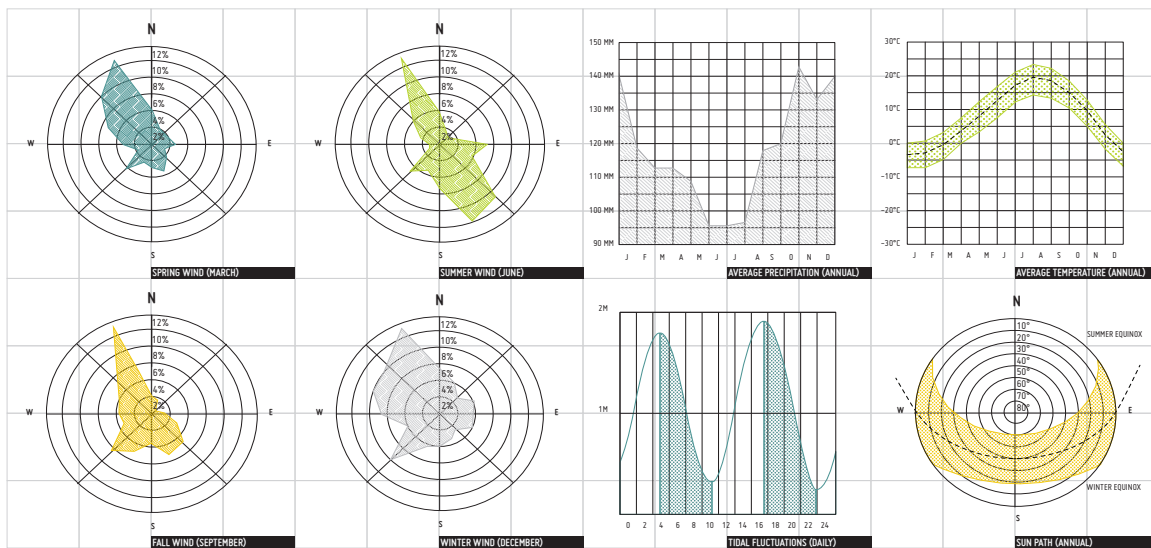 N
12%
10%
8%
6%
4%
2%
W
E
S
SPRING WIND (MARCH)
N
12%
10%
8%
6%
4%
2%
W
E
S
SUMMER WIND (JUNE)
150 MM
140 MM
130 MM
120 MM
110 MM
100 MM
90 MM
J F M A M J J A S O N D
AVERAGE PRECIPITATION (ANNUAL)
30°C
20°C
10°C
0°C
-10°C
-20°C
-30°C
J F M A M J J A S O N D
AVERAGE TEMPERATURE (ANNUAL)
N
12%
10%
8%
6%
4%
2%
W
E
S
FALL WIND (SEPTEMBER)
N
12%
10%
8%
6%
4%
2%
W
E
S
WINTER WIND (DECEMBER)
2M
1M
0 2 4 6 8 10 12 14 16 18 20 22 24
TIDAL FLUCTUATIONS (DAILY)
N
10°
20°
30°
40°
50°
60°
70°
80°
SUMMER EQUINOX
W
E
WINTER EQUINOX
S
SUN PATH (ANNUAL)